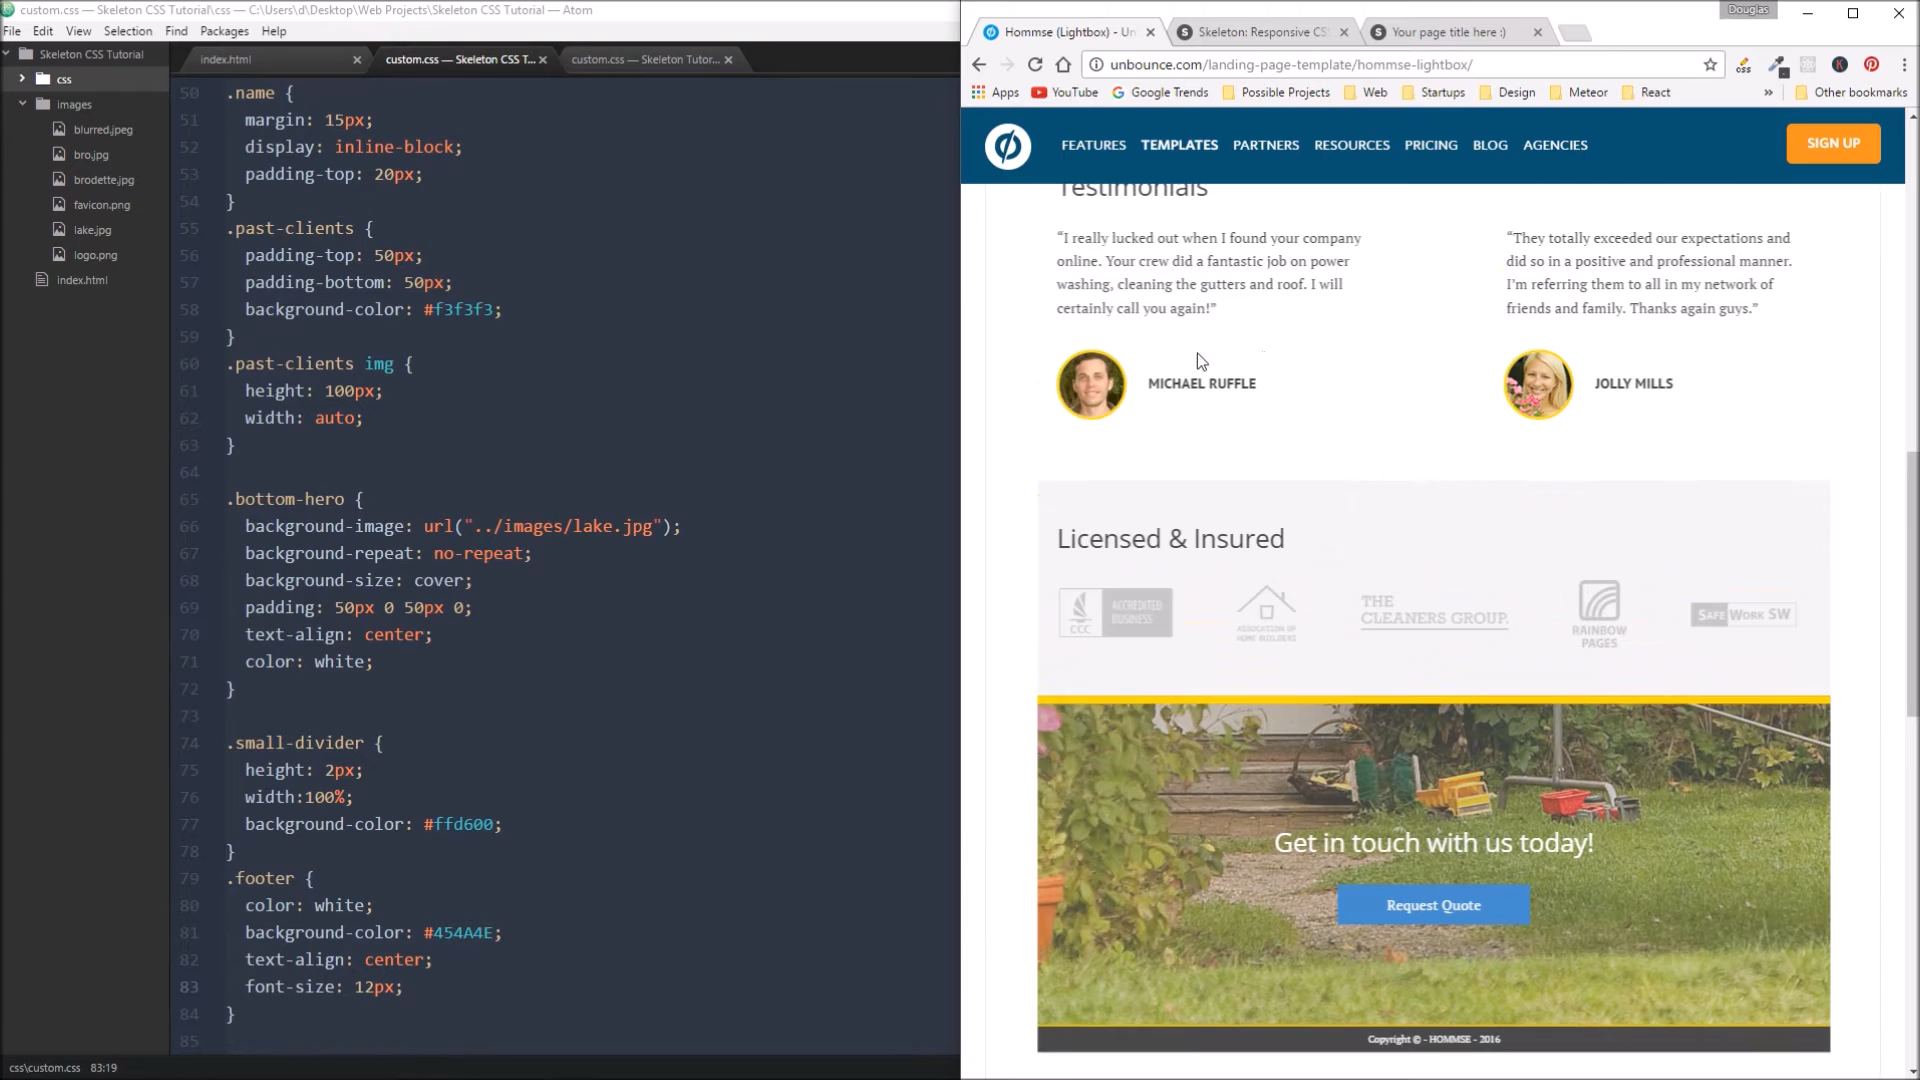 custom.css — Skeleton CSS Tutorial\css — C:\Users\d\Desktop\Web Projects\Skeleton CSS Tutorial — Atom
File Edit View Selection Find Packages Help
Skeleton CSS Tutorial
css
images
blurred.jpeg
bro.jpg
brodette.jpg
favicon.png
lake.jpg
logo.png
index.html
index.html
custom.css — Skeleton CSS T...
custom.css — Skeleton Tutor...
50 .name {
51 margin: 15px;
52 display: inline-block;
53 padding-top: 20px;
54 }
55 .past-clients {
56 padding-top: 50px;
57 padding-bottom: 50px;
58 background-color: #f3f3f3;
59 }
60 .past-clients img {
61 height: 100px;
62 width: auto;
63 }
64
65 .bottom-hero {
66 background-image: url("../images/lake.jpg");
67 background-repeat: no-repeat;
68 background-size: cover;
69 padding: 50px 0 50px 0;
70 text-align: center;
71 color: white;
72 }
73
74 .small-divider {
75 height: 2px;
76 width:100%;
77 background-color: #ffd600;
78 }
79 .footer {
80 color: white;
81 background-color: #454A4E;
82 text-align: center;
83 font-size: 12px;
84 }
85
css\custom.css 83:19
Douglas
Hommse (Lightbox) - Un
Skeleton: Responsive CS
Your page title here :)
unbounce.com/landing-page-template/hommse-lightbox/
Apps YouTube Google Trends Possible Projects Web Startups Design Meteor React » Other bookmarks
FEATURES TEMPLATES PARTNERS RESOURCES PRICING BLOG AGENCIES SIGN UP
Testimonials
“I really lucked out when I found your company
online. Your crew did a fantastic job on power
washing, cleaning the gutters and roof. I will
certainly call you again!”
MICHAEL RUFFLE
“They totally exceeded our expectations and
did so in a positive and professional manner.
I’m referring them to all in my network of
friends and family. Thanks again guys.”
JOLLY MILLS
Licensed & Insured
CCC
ACCREDITED
BUSINESS
ASSOCATION OF
HOME BUILDERS
THE
CLEANERS GROUP.
RAINBOW
PAGES
SAFE WORK SW
Get in touch with us today!
Request Quote
Copyright © - HOMMSE - 2016